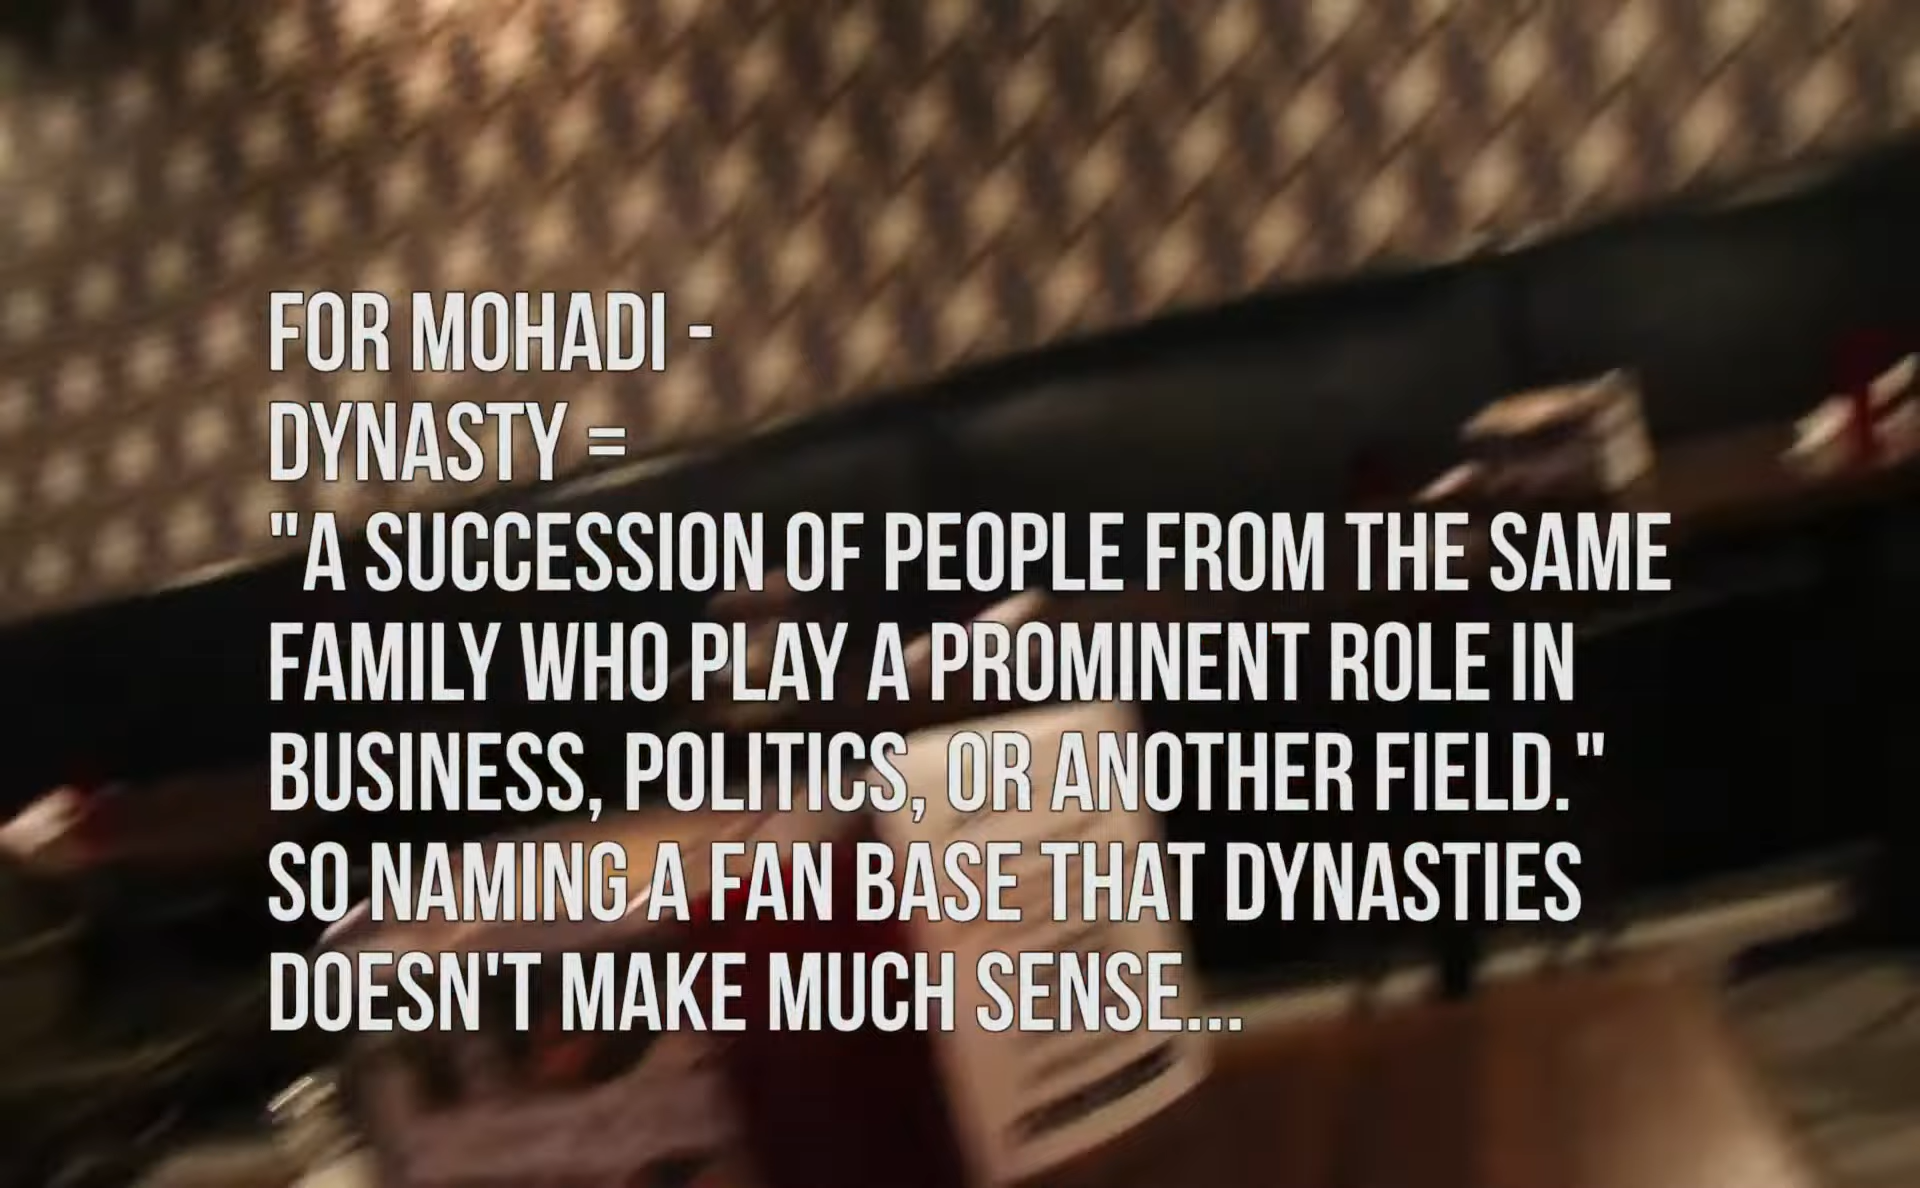 FOR MOHADI -
DYNASTY =
"A SUCCESSION OF PEOPLE FROM THE SAME
FAMILY WHO PLAY A PROMINENT ROLE IN
BUSINESS, POLITICS, OR ANOTHER FIELD."
SO NAMING A FAN BASE THAT DYNASTIES
DOESN'T MAKE MUCH SENSE...